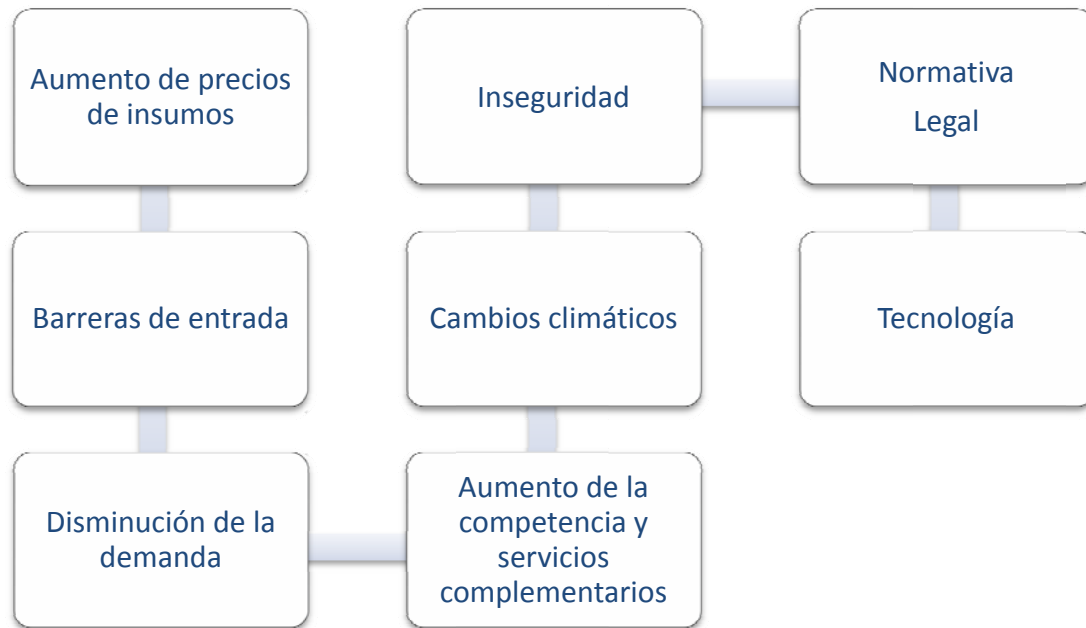 Aumento de precios
de insumos
Barreras de entrada
Disminución de la
demanda
Aumento de la
competencia y
servicios
complementarios
Cambios climáticos
Inseguridad
Normativa
Legal
Tecnología